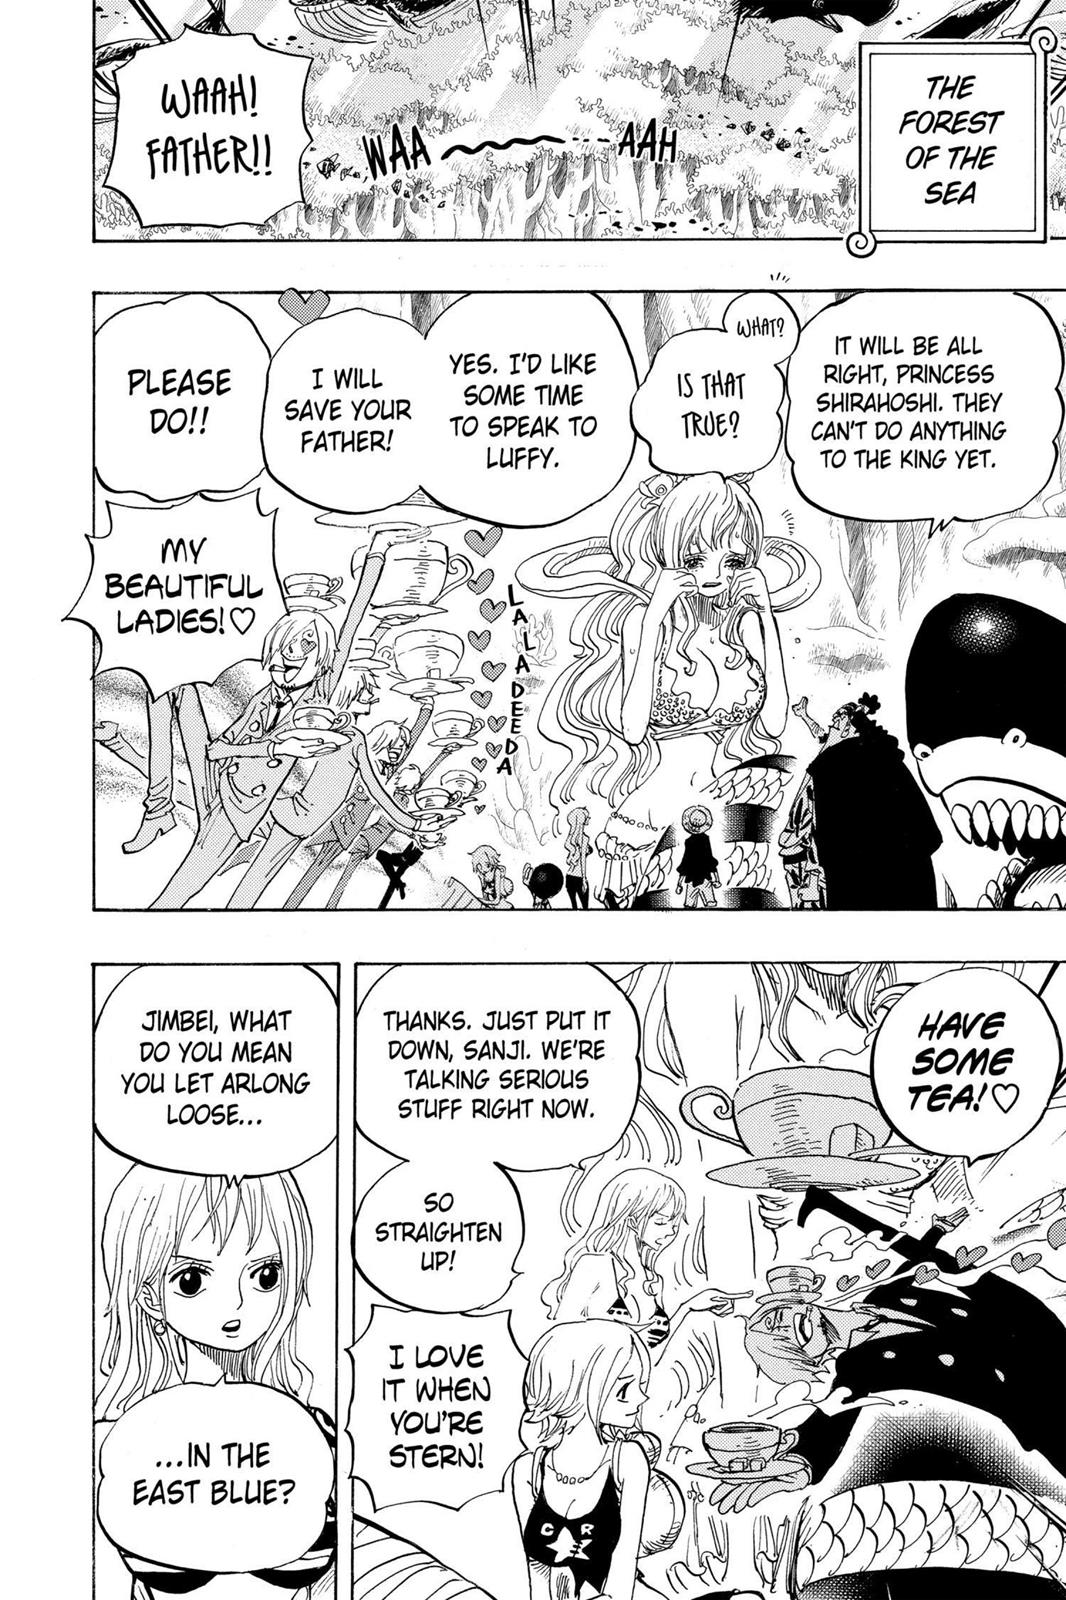 THE
FOREST
OF THE
SEA
WAA
AAH
WAAH!
FATHER!!
IT WILL BE ALL
RIGHT, PRINCESS
SHIRAHOSHI. THEY
CAN'T DO ANYTHING
TO THE KING YET.
WHAT?
IS THAT
TRUE?
YES. I'D LIKE
SOME TIME
TO SPEAK TO
LUFFY.
I WILL
SAVE YOUR
FATHER!
PLEASE
DO!!
LALADEEDA
MY
BEAUTIFUL
LADIES!♡
HAVE
SOME
TEA!♡
THANKS. JUST PUT IT
DOWN, SANJI. WE'RE
TALKING SERIOUS
STUFF RIGHT NOW.
SO
STRAIGHTEN
UP!
I LOVE
IT WHEN
YOU'RE
STERN!
C R
JIMBEI, WHAT
DO YOU MEAN
YOU LET ARLONG
LOOSE...
...IN THE
EAST BLUE?